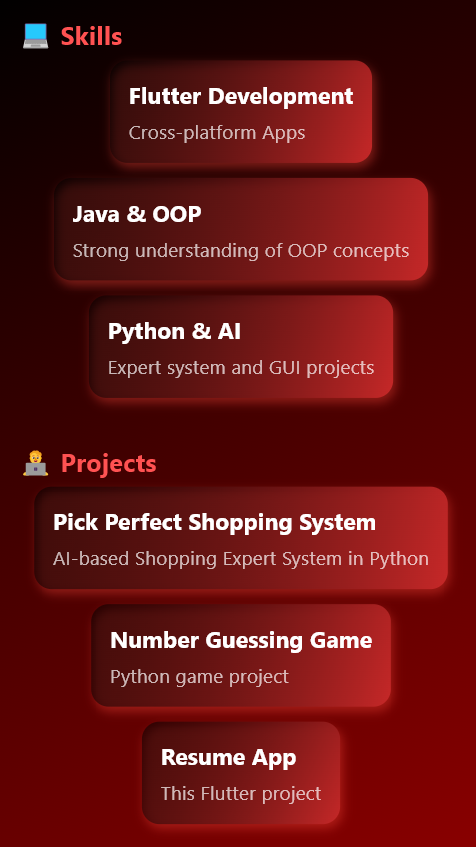 Skills
Flutter Development
Cross-platform Apps
Java & OOP
Strong understanding of OOP concepts
Python & AI
Expert system and GUI projects
Projects
Pick Perfect Shopping System
AI-based Shopping Expert System in Python
Number Guessing Game
Python game project
Resume App
This Flutter project